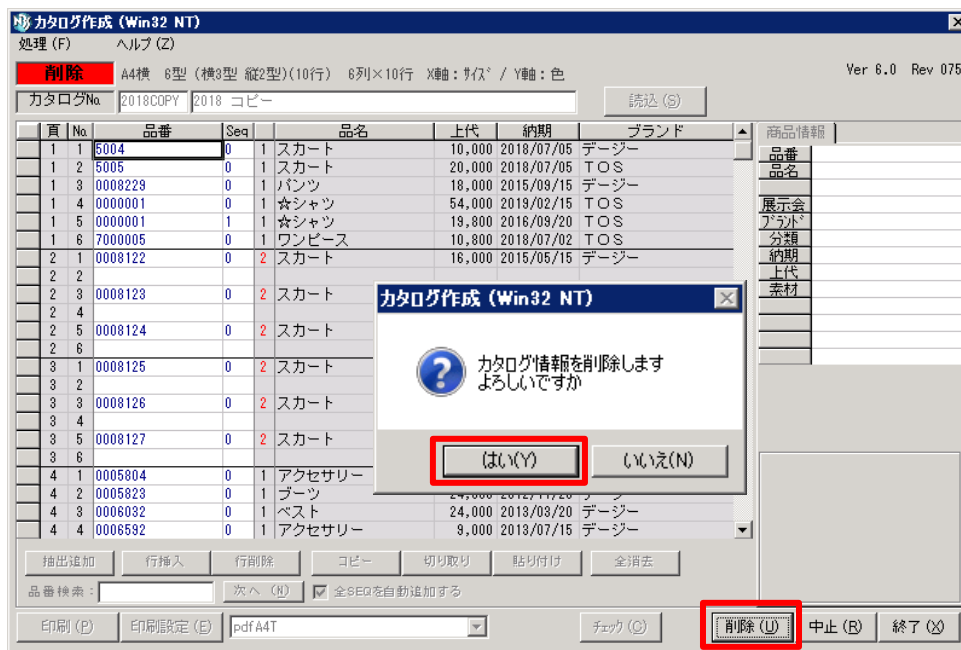 カタログ作成 (Win32 NT)
処理 (F) ヘルプ (Z)
削除 A4横 6型 (横3型 縦2型)(10行) 6列×10行 X軸:ｻｲｽﾞ / Y軸:色 Ver 6.0 Rev 075
カタログNo. 2018COPY 2018 コピー 読込 (S)
頁 No. 品番 Seq 品名 上代 納期 ブランド
1 1 5004 0 1 スカート 10,000 2018/07/05 デージー
1 2 5005 0 1 スカート 20,000 2018/07/05 TOS
1 3 0008229 0 1 パンツ 18,000 2015/09/15 デージー
1 4 0000001 0 1 ☆シャツ 54,000 2019/02/15 TOS
1 5 0000001 1 1 ☆シャツ 19,800 2016/09/20 TOS
1 6 7000005 0 1 ワンピース 10,800 2018/07/02 TOS
2 1 0008122 0 2 スカート 16,000 2015/05/15 デージー
2 2
2 3 0008123 0 2 スカート
2 4
2 5 0008124 0 2 スカート
2 6
3 1 0008125 0 2 スカート
3 2
3 3 0008126 0 2 スカート
3 4
3 5 0008127 0 2 スカート
3 6
4 1 0005804 0 1 アクセサリー
4 2 0005823 0 1 ブーツ
4 3 0006032 0 1 ベスト 24,000 2013/03/20 デージー
4 4 0006592 0 1 アクセサリー 9,000 2013/07/15 デージー
商品情報
品番
品名
展示会
ﾌﾞﾗﾝﾄﾞ
分類
納期
上代
素材
カタログ作成 (Win32 NT)
カタログ情報を削除します
よろしいですか
はい(Y) いいえ(N)
抽出追加 行挿入 行削除 コピー 切り取り 貼り付け 全消去
品番検索: 次へ (N) 全SEQを自動追加する
印刷 (P) 印刷設定 (E) pdfA4T ﾁｪｯｸ (C) 削除 (U) 中止 (R) 終了 (X)